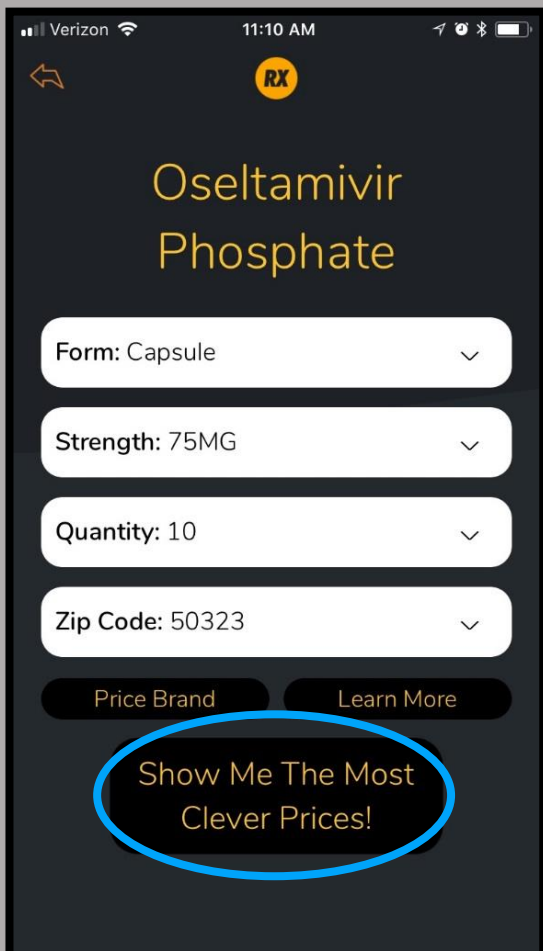 Verizon 11:10 AM
RX
Oseltamivir
Phosphate
Form: Capsule
Strength: 75MG
Quantity: 10
Zip Code: 50323
Price Brand Learn More
Show Me The Most
Clever Prices!